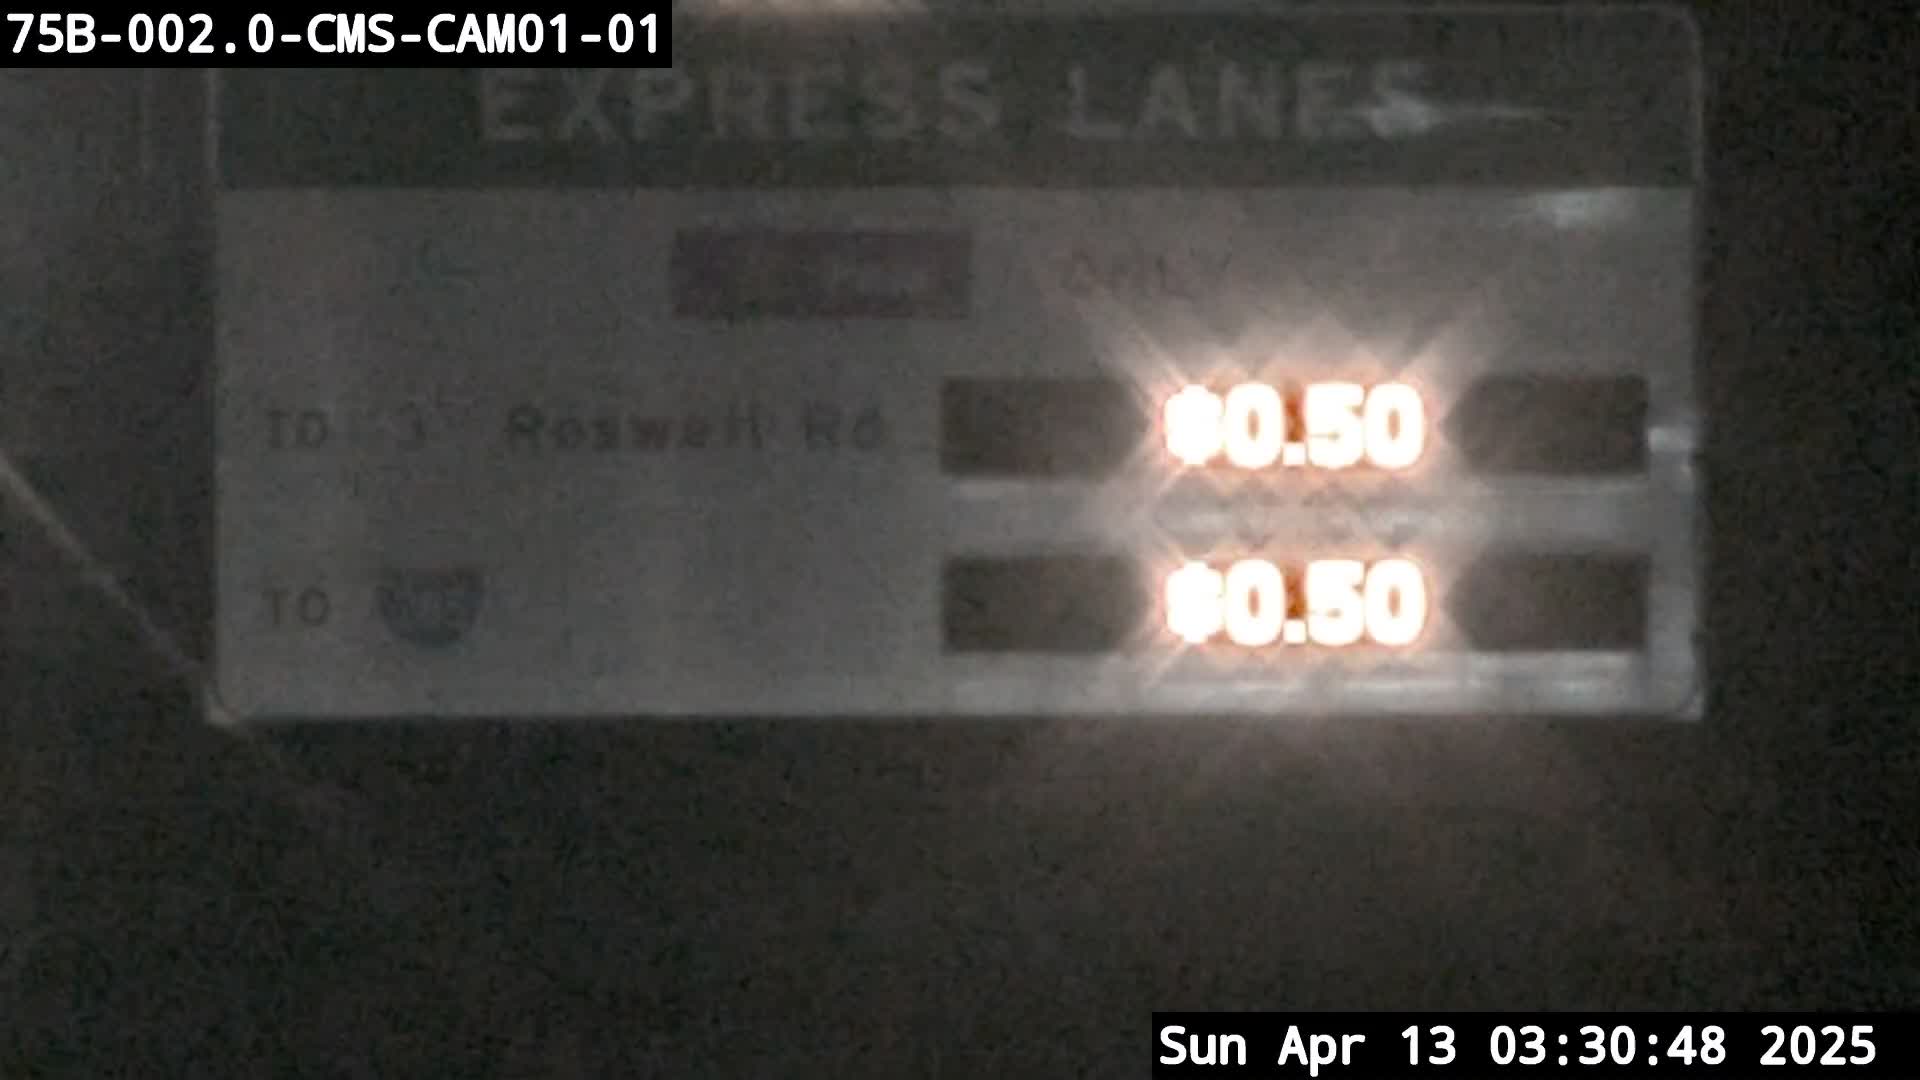 75B-002.0-CMS-CAM01-01
EXPRESS LANES
ONLY
TO 3 Roswell Rd $0.50
TO $0.50
Sun Apr 13 03:30:48 2025